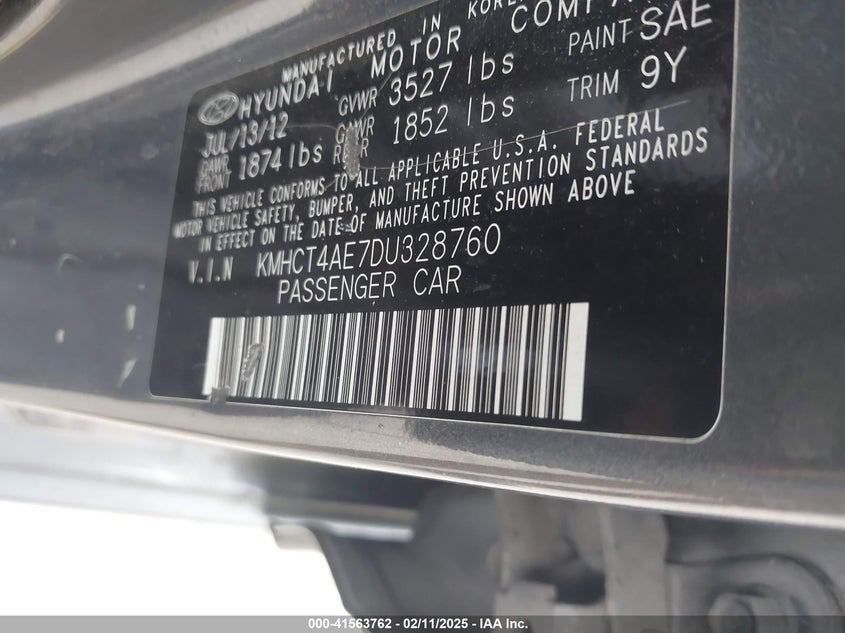 MANUFACTURED IN KOREA
HYUNDAI MOTOR COMPA
JUL/13/12 GVWR 3527 lbs PAINT SAE
GAWR FRONT 1874 lbs GAWR REAR 1852 lbs TRIM 9Y
THIS VEHICLE CONFORMS TO ALL APPLICABLE U.S.A. FEDERAL
MOTOR VEHICLE SAFETY, BUMPER, AND THEFT PREVENTION STANDARDS
IN EFFECT ON THE DATE OF MANUFACTURE SHOWN ABOVE
V.I.N KMHCT4AE7DU328760
PASSENGER CAR
000-41563762 - 02/11/2025 - IAA Inc.